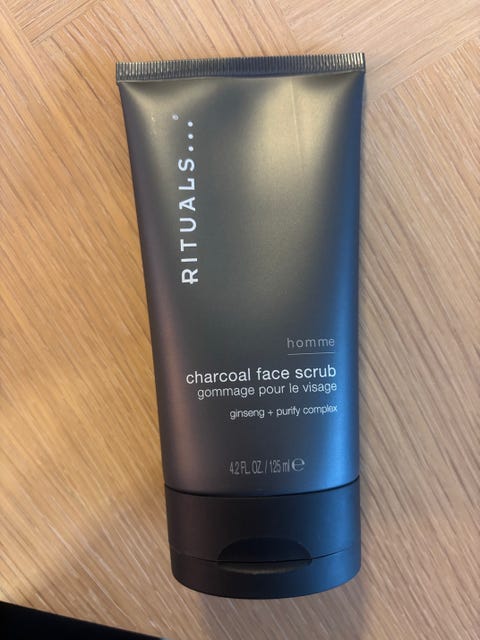 RITUALS...®
homme
charcoal face scrub
gommage pour le visage
ginseng + purify complex
4.2 FL. OZ. / 125 ml ℮